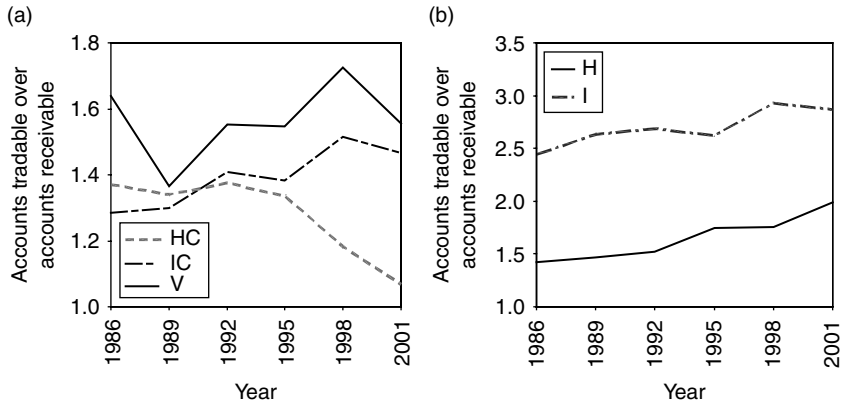 (a)
Accounts tradable over
accounts receivable
1.8
1.6
1.4
1.2
1.0
HC
IC
V
1986
1989
1992
1995
1998
2001
Year
(b)
Accounts tradable over
accounts receivable
3.5
3.0
2.5
2.0
1.5
1.0
H
I
1986
1989
1992
1995
1998
2001
Year